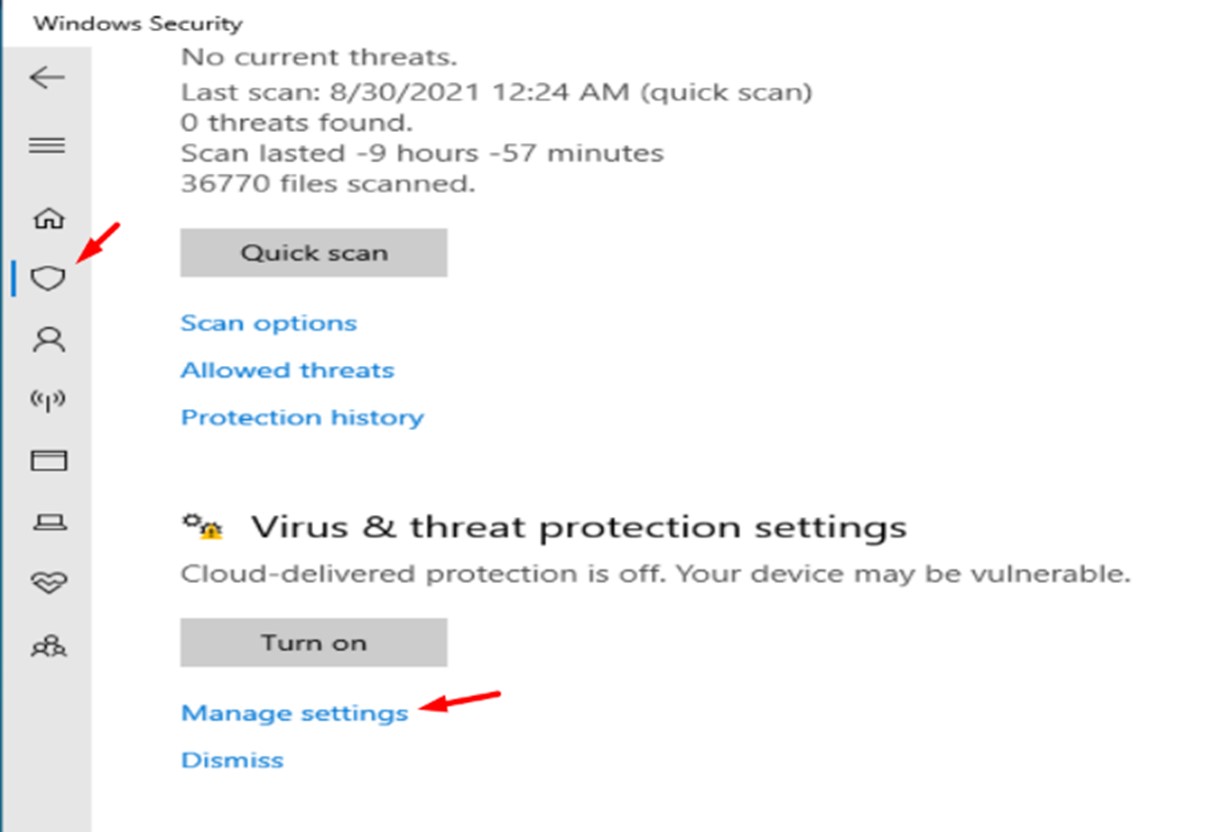 Windows Security
No current threats.
Last scan: 8/30/2021 12:24 AM (quick scan)
0 threats found.
Scan lasted -9 hours -57 minutes
36770 files scanned.
Quick scan
Scan options
Allowed threats
Protection history
Virus & threat protection settings
Cloud-delivered protection is off. Your device may be vulnerable.
Turn on
Manage settings
Dismiss